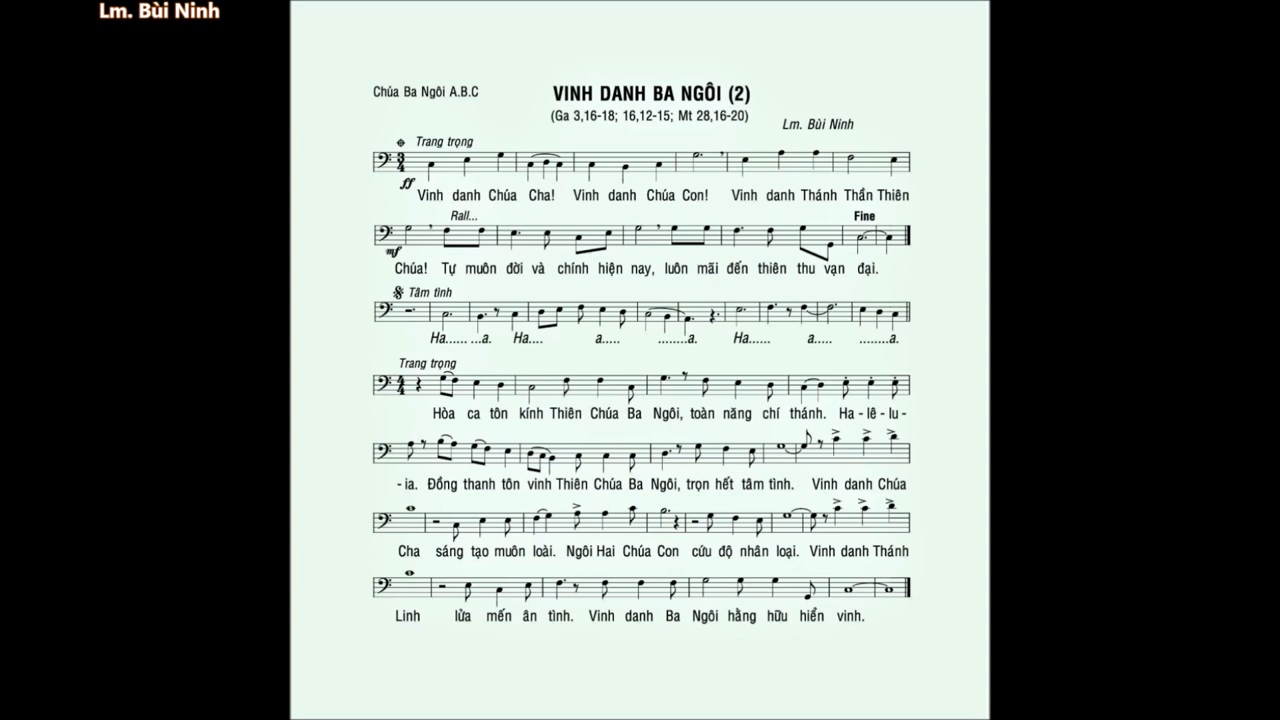 Lm. Bùi Ninh
Chúa Ba Ngôi A.B.C
VINH DANH BA NGÔI (2)
(Ga 3,16-18; 16,12-15; Mt 28,16-20)
Lm. Bùi Ninh
Trang trọng
3
4
ff
Vinh danh Chúa Cha! Vinh danh Chúa Con! Vinh danh Thánh Thần Thiên
Rall... Fine
mf
Chúa! Tự muôn đời và chính hiện nay, luôn mãi đến thiên thu vạn đại.
Tâm tình
Ha...... ...a. Ha.... a..... ........a. Ha...... a..... ........a.
Trang trọng
4
4
Hòa ca tôn kính Thiên Chúa Ba Ngôi, toàn năng chí thánh. Ha - lê - lu -
- ia. Đồng thanh tôn vinh Thiên Chúa Ba Ngôi, trọn hết tâm tình. Vinh danh Chúa
Cha sáng tạo muôn loài. Ngôi Hai Chúa Con cứu độ nhân loại. Vinh danh Thánh
Linh lửa mến ân tình. Vinh danh Ba Ngôi hằng hữu hiển vinh.